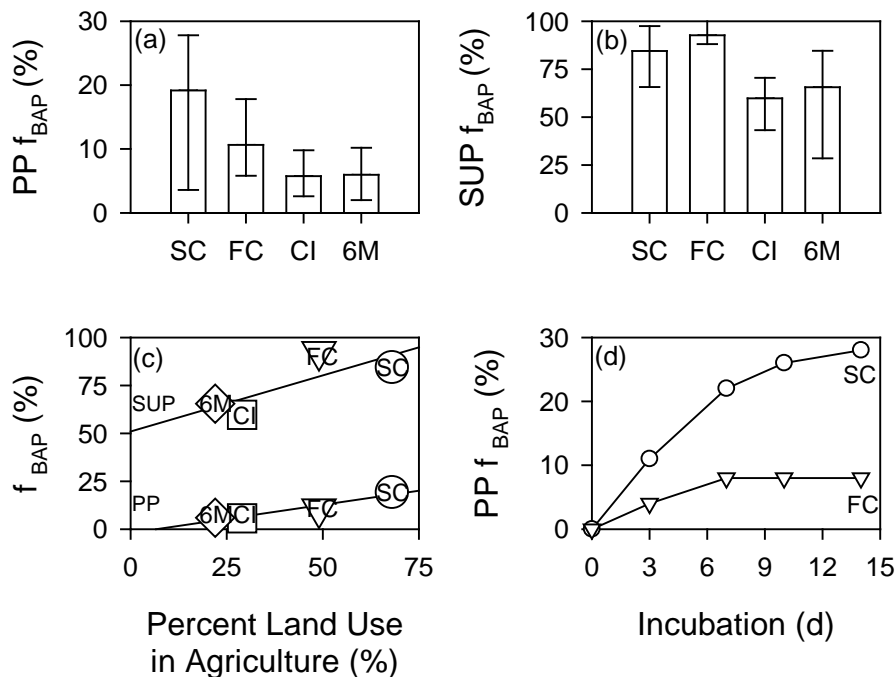 (a)
PP f_BAP (%)
30
20
10
0
SC FC CI 6M
(b)
SUP f_BAP (%)
100
75
50
25
0
SC FC CI 6M
(c)
f_BAP (%)
100
75
50
25
0
SUP
6M CI FC SC
PP
6M CI FC SC
0 25 50 75
Percent Land Use
in Agriculture (%)
(d)
PP f_BAP (%)
30
20
10
0
SC
FC
0 3 6 9 12 15
Incubation (d)